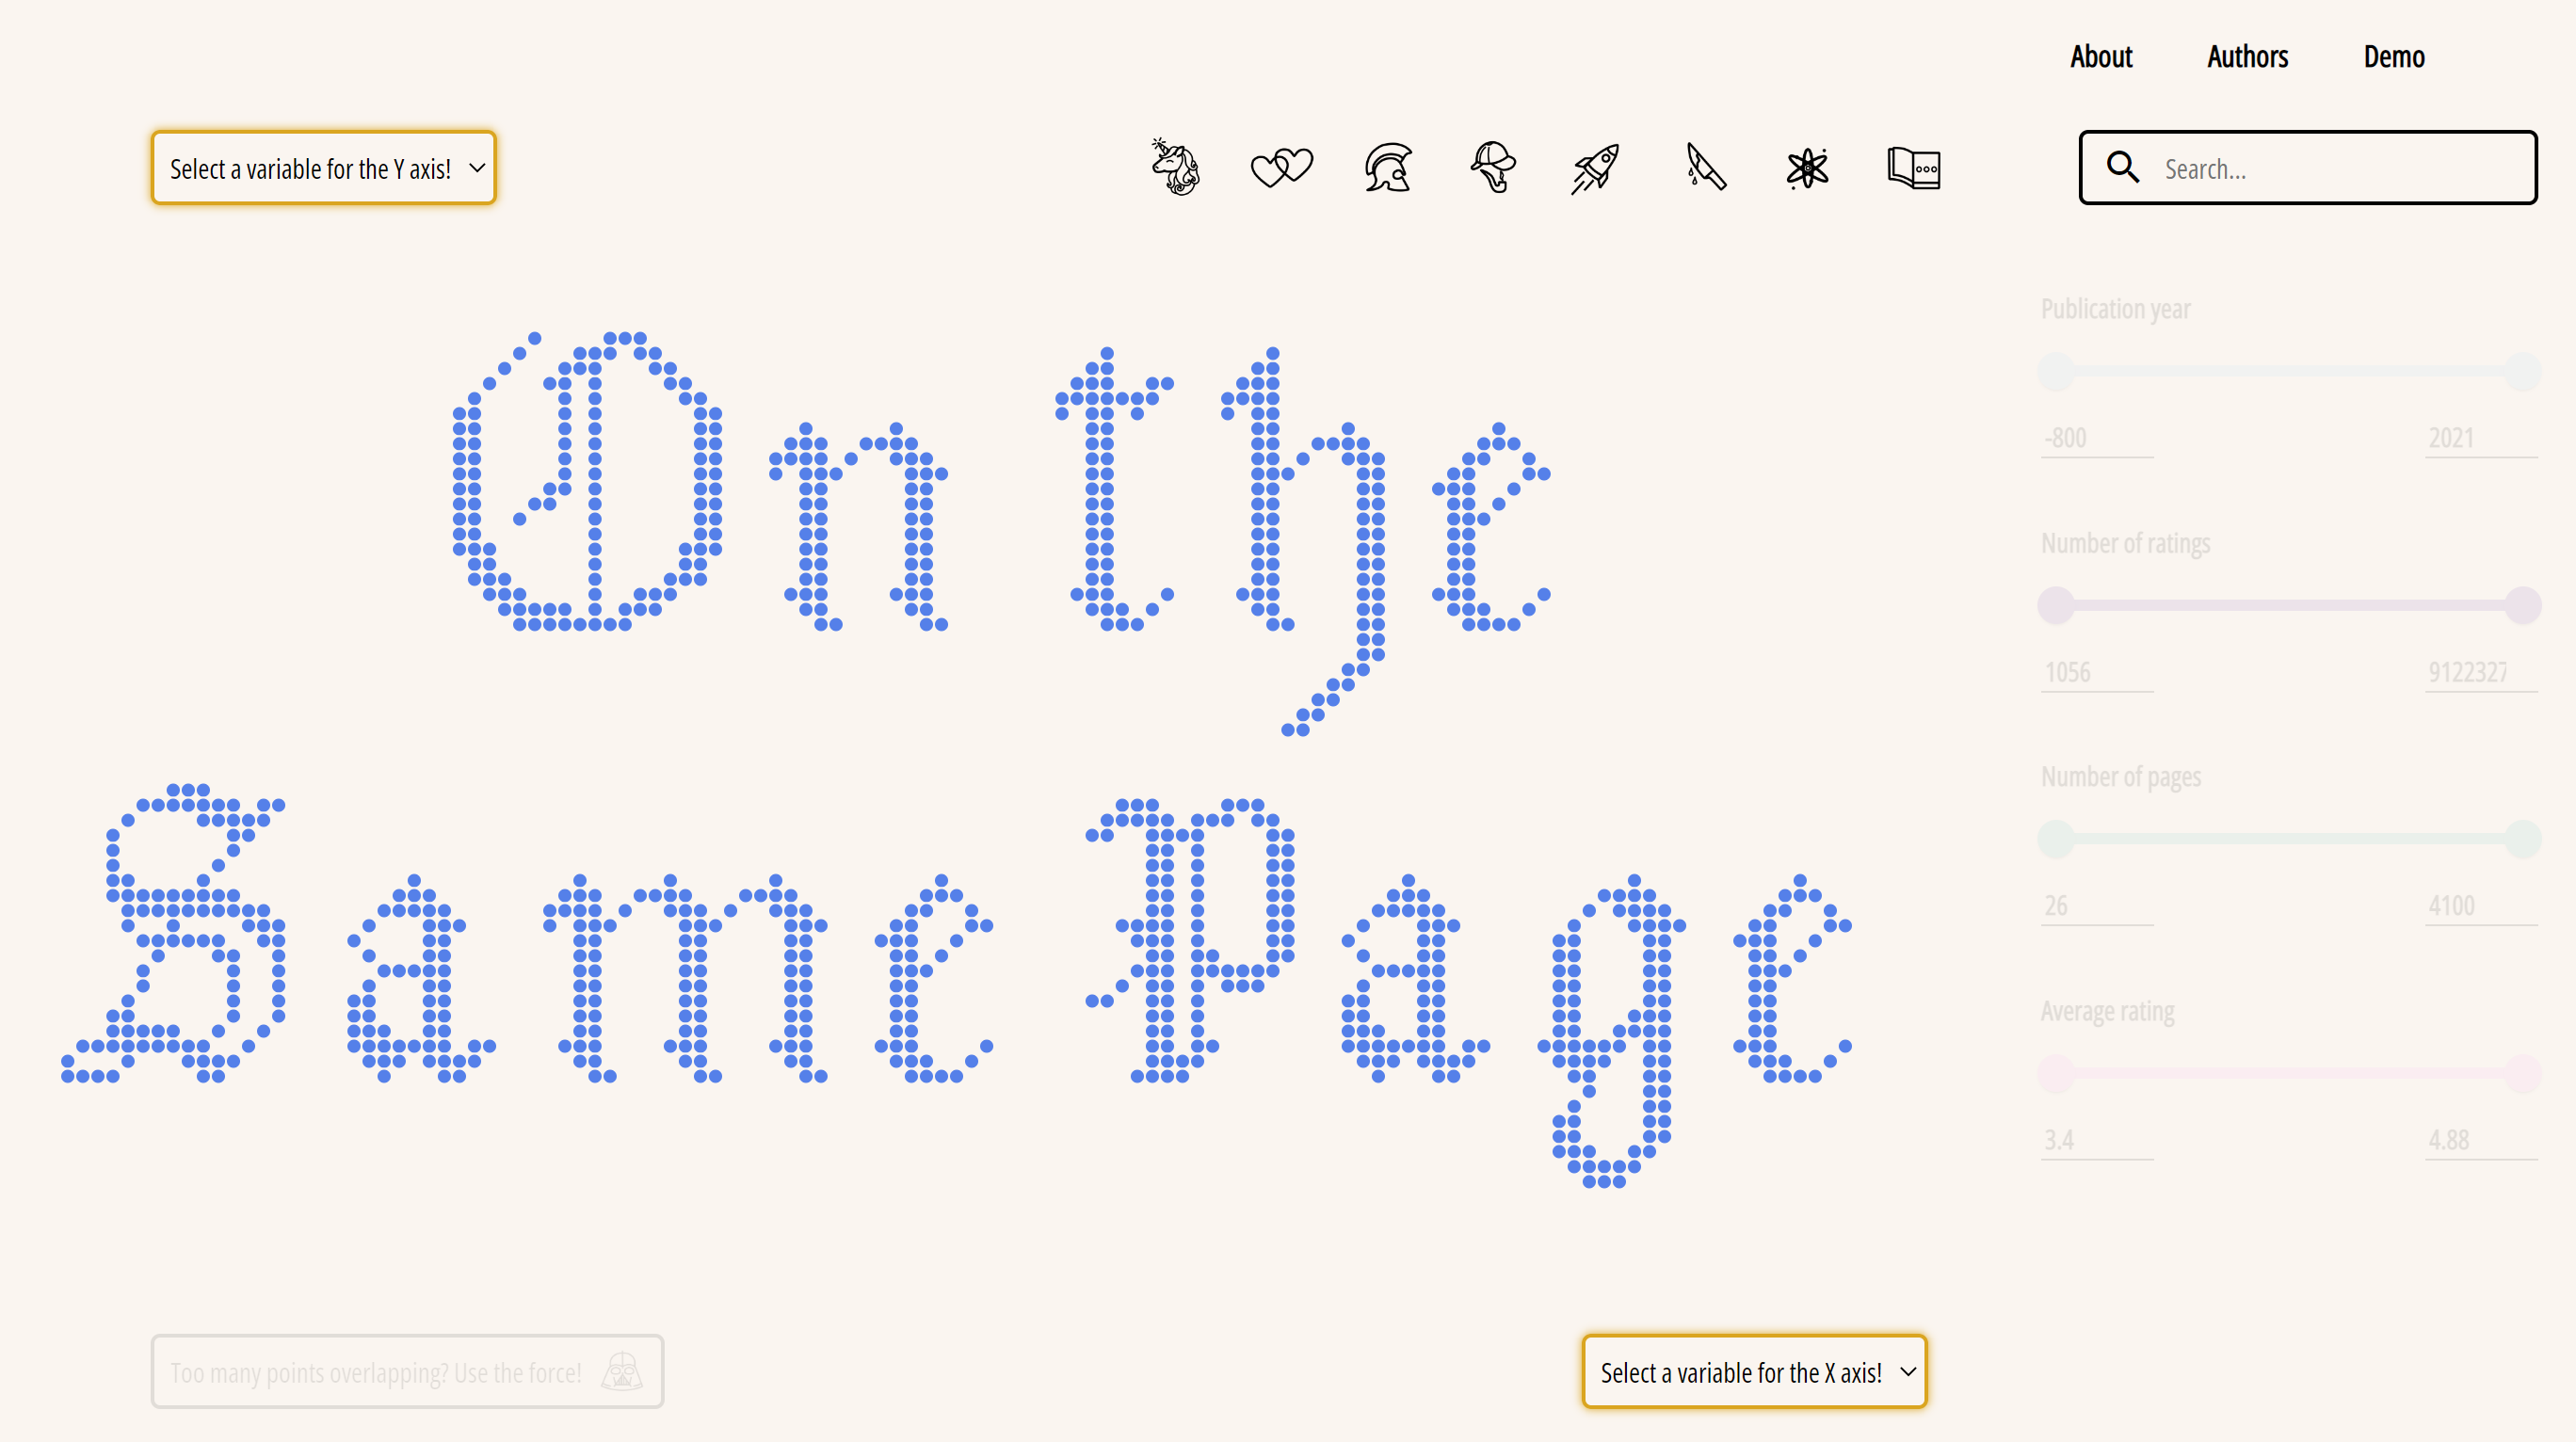 About Authors Demo
Select a variable for the Y axis!
Search...
On the
Same Page
Publication year
-800 2021
Number of ratings
1056 9122327
Number of pages
26 4100
Average rating
3.4 4.88
Too many points overlapping? Use the force!
Select a variable for the X axis!